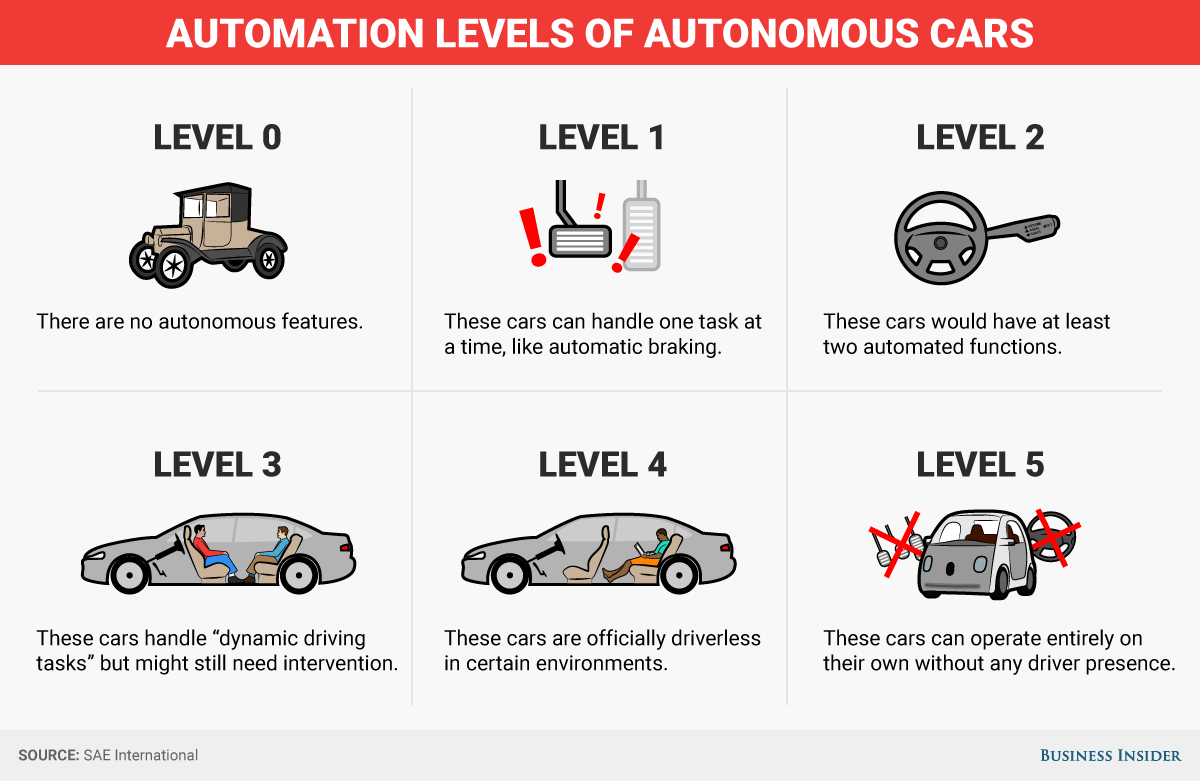 AUTOMATION LEVELS OF AUTONOMOUS CARS
LEVEL 0
There are no autonomous features.
LEVEL 1
These cars can handle one task at
a time, like automatic braking.
LEVEL 2
These cars would have at least
two automated functions.
LEVEL 3
These cars handle “dynamic driving
tasks” but might still need intervention.
LEVEL 4
These cars are officially driverless
in certain environments.
LEVEL 5
These cars can operate entirely on
their own without any driver presence.
SOURCE: SAE International
BUSINESS INSIDER